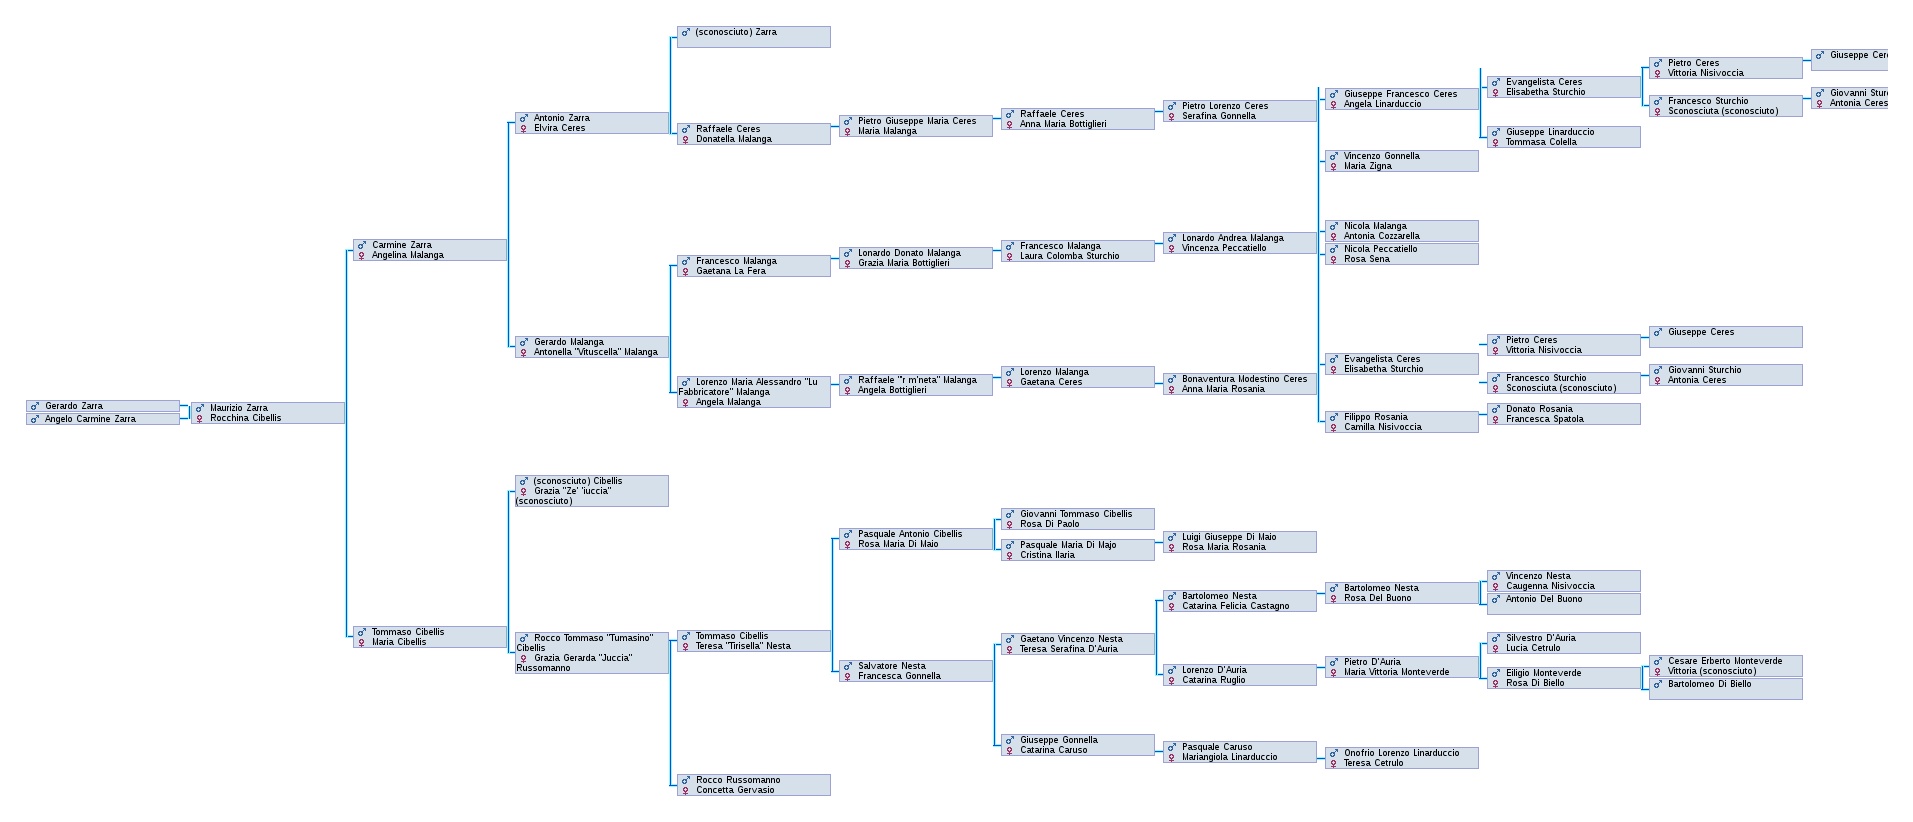 Gerardo Zarra
Angelo Carmine Zarra
Maurizio Zarra
Rocchina Cibellis
Carmine Zarra
Angelina Malanga
Tommaso Cibellis
Maria Cibellis
Antonio Zarra
Elvira Ceres
Gerardo Malanga
Antonella "Vituscella" Malanga
(sconosciuto) Cibellis
Grazia "Ze' 'iuccia"
(sconosciuto)
Rocco Tommaso "Tumasino"
Cibellis
Grazia Gerarda "Juccia"
Russomanno
(sconosciuto) Zarra
Raffaele Ceres
Donatella Malanga
Francesco Malanga
Gaetana La Fera
Lorenzo Maria Alessandro "Lu
Fabbricatore" Malanga
Angela Malanga
Tommaso Cibellis
Teresa "Tirisella" Nesta
Rocco Russomanno
Concetta Gervasio
Pietro Giuseppe Maria Ceres
Maria Malanga
Lonardo Donato Malanga
Grazia Maria Bottiglieri
Raffaele "'r m'neta" Malanga
Angela Bottiglieri
Pasquale Antonio Cibellis
Rosa Maria Di Maio
Salvatore Nesta
Francesca Gonnella
Raffaele Ceres
Anna Maria Bottiglieri
Francesco Malanga
Laura Colomba Sturchio
Lorenzo Malanga
Gaetana Ceres
Giovanni Tommaso Cibellis
Rosa Di Paolo
Pasquale Maria Di Majo
Cristina Ilaria
Gaetano Vincenzo Nesta
Teresa Serafina D'Auria
Giuseppe Gonnella
Catarina Caruso
Pietro Lorenzo Ceres
Serafina Gonnella
Lonardo Andrea Malanga
Vincenza Peccatiello
Bonaventura Modestino Ceres
Anna Maria Rosania
Luigi Giuseppe Di Maio
Rosa Maria Rosania
Bartolomeo Nesta
Catarina Felicia Castagno
Lorenzo D'Auria
Catarina Ruglio
Pasquale Caruso
Mariangiola Linarduccio
Giuseppe Francesco Ceres
Angela Linarduccio
Vincenzo Gonnella
Maria Zigna
Nicola Malanga
Antonia Cozzarella
Nicola Peccatiello
Rosa Sena
Evangelista Ceres
Elisabetha Sturchio
Filippo Rosania
Camilla Nisivoccia
Bartolomeo Nesta
Rosa Del Buono
Pietro D'Auria
Maria Vittoria Monteverde
Onofrio Lorenzo Linarduccio
Teresa Cetrulo
Evangelista Ceres
Elisabetha Sturchio
Giuseppe Linarduccio
Tommasa Colella
Pietro Ceres
Vittoria Nisivoccia
Francesco Sturchio
Sconosciuta (sconosciuto)
Donato Rosania
Francesca Spatola
Vincenzo Nesta
Caugenna Nisivoccia
Antonio Del Buono
Silvestro D'Auria
Lucia Cetrulo
Eiligio Monteverde
Rosa Di Biello
Pietro Ceres
Vittoria Nisivoccia
Francesco Sturchio
Sconosciuta (sconosciuto)
Giuseppe Ceres
Giovanni Sturchio
Antonia Ceres
Cesare Erberto Monteverde
Vittoria (sconosciuto)
Bartolomeo Di Biello
Giuseppe Cer
Giovanni Stur
Antonia Ceres